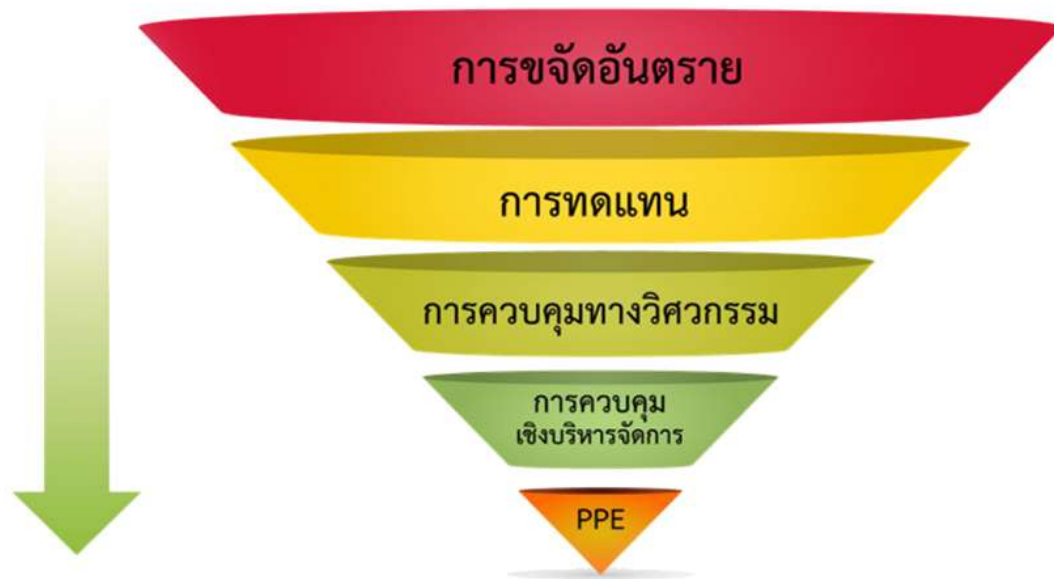 การขจัดอันตราย
การทดแทน
การควบคุมทางวิศวกรรม
การควบคุม
เชิงบริหารจัดการ
PPE